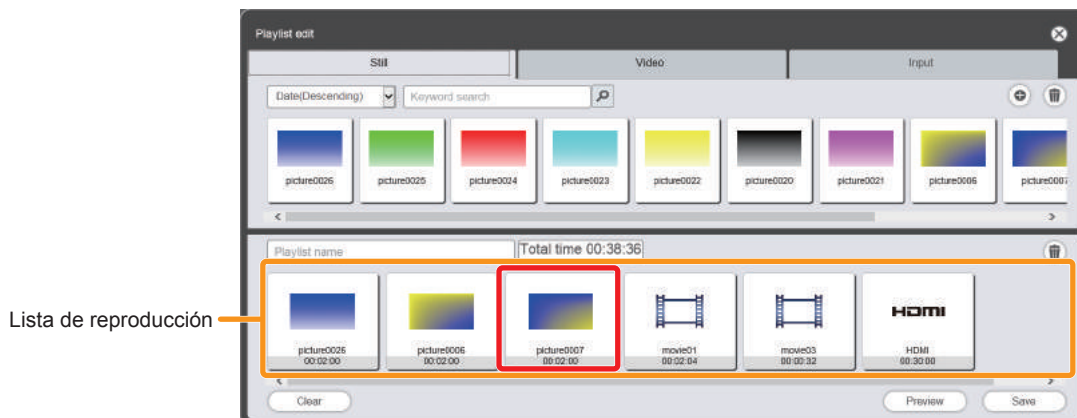 Playlist edit
Still
Video
Input
Date(Descending)
Keyword search
picture0026
picture0025
picture0024
picture0023
picture0022
picture0020
picture0021
picture0006
picture0007
Playlist name
Total time 00:38:36
Lista de reproducción
HDMI
picture0026
00:02:00
picture0006
00:02:00
picture0007
00:02:00
movie01
00:02:04
movie03
00:00:32
HDMI
00:30:00
Clear
Preview
Save